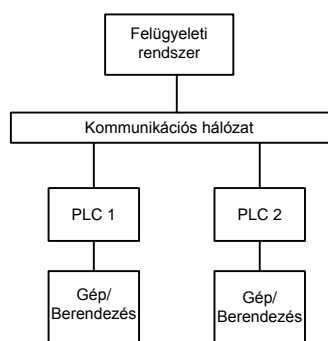 Felügyeleti
rendszer
Kommunikációs hálózat
PLC 1
PLC 2
Gép/
Berendezés
Gép/
Berendezés